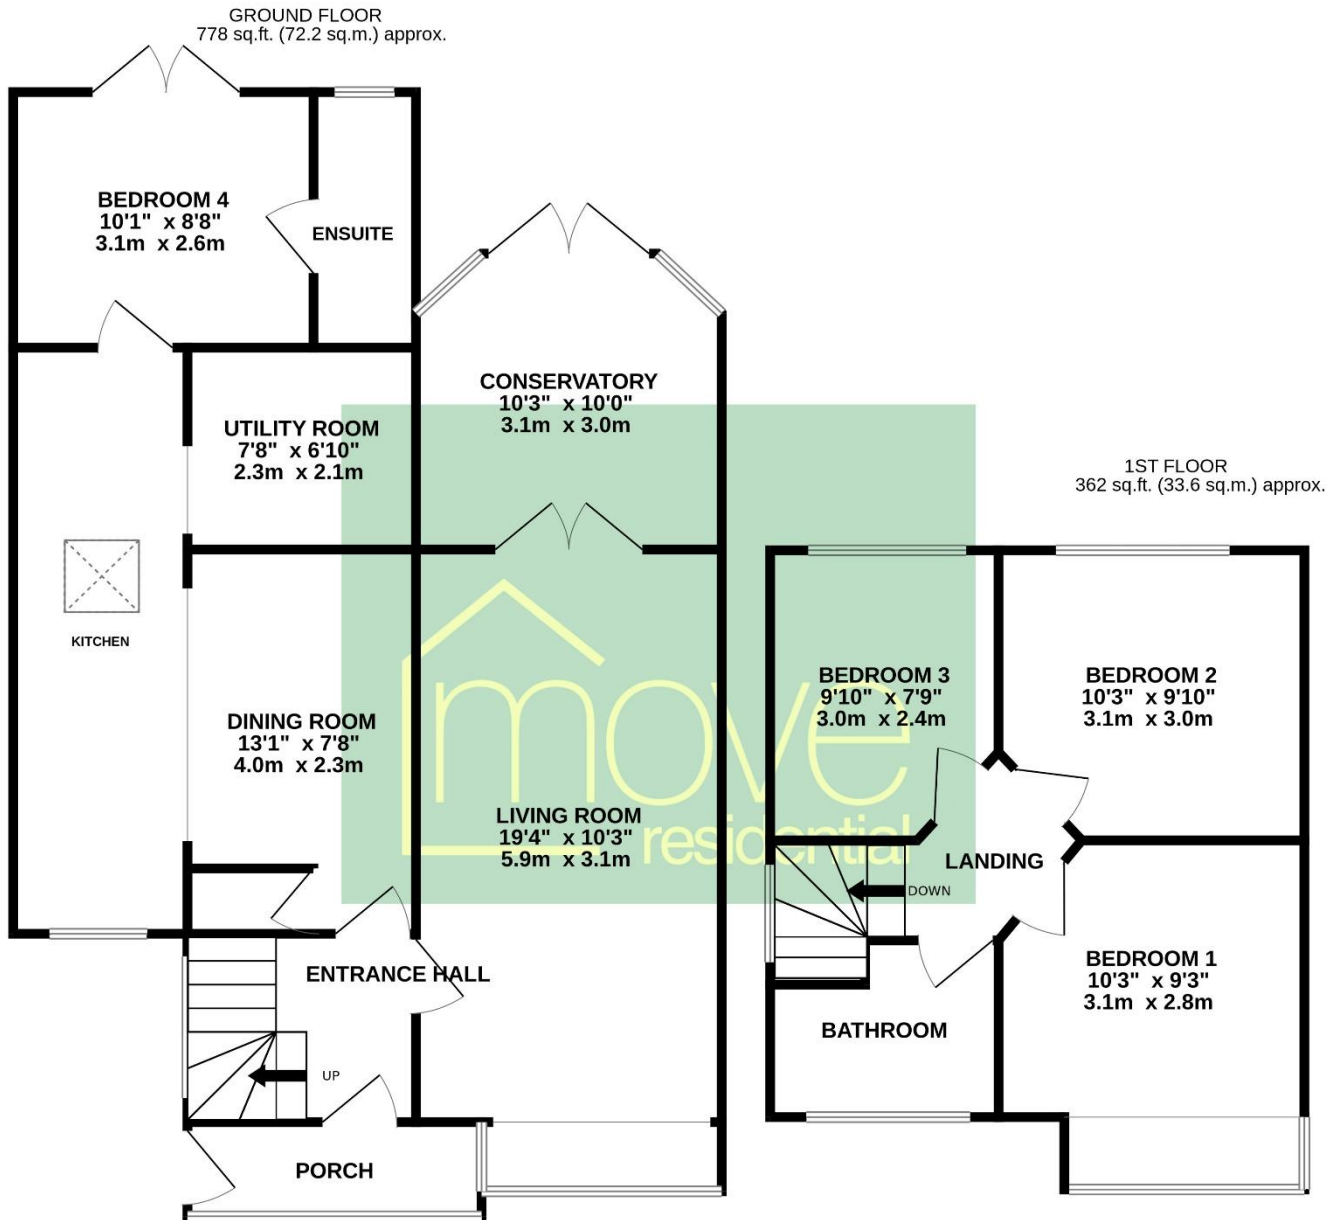 GROUND FLOOR
778 sq.ft. (72.2 sq.m.) approx.
BEDROOM 4
10'1" x 8'8"
3.1m x 2.6m
ENSUITE
CONSERVATORY
10'3" x 10'0"
3.1m x 3.0m
UTILITY ROOM
7'8" x 6'10"
2.3m x 2.1m
KITCHEN
DINING ROOM
13'1" x 7'8"
4.0m x 2.3m
LIVING ROOM
19'4" x 10'3"
5.9m x 3.1m
ENTRANCE HALL
UP
PORCH
move
residential
1ST FLOOR
362 sq.ft. (33.6 sq.m.) approx.
BEDROOM 3
9'10" x 7'9"
3.0m x 2.4m
BEDROOM 2
10'3" x 9'10"
3.1m x 3.0m
LANDING
DOWN
BEDROOM 1
10'3" x 9'3"
3.1m x 2.8m
BATHROOM